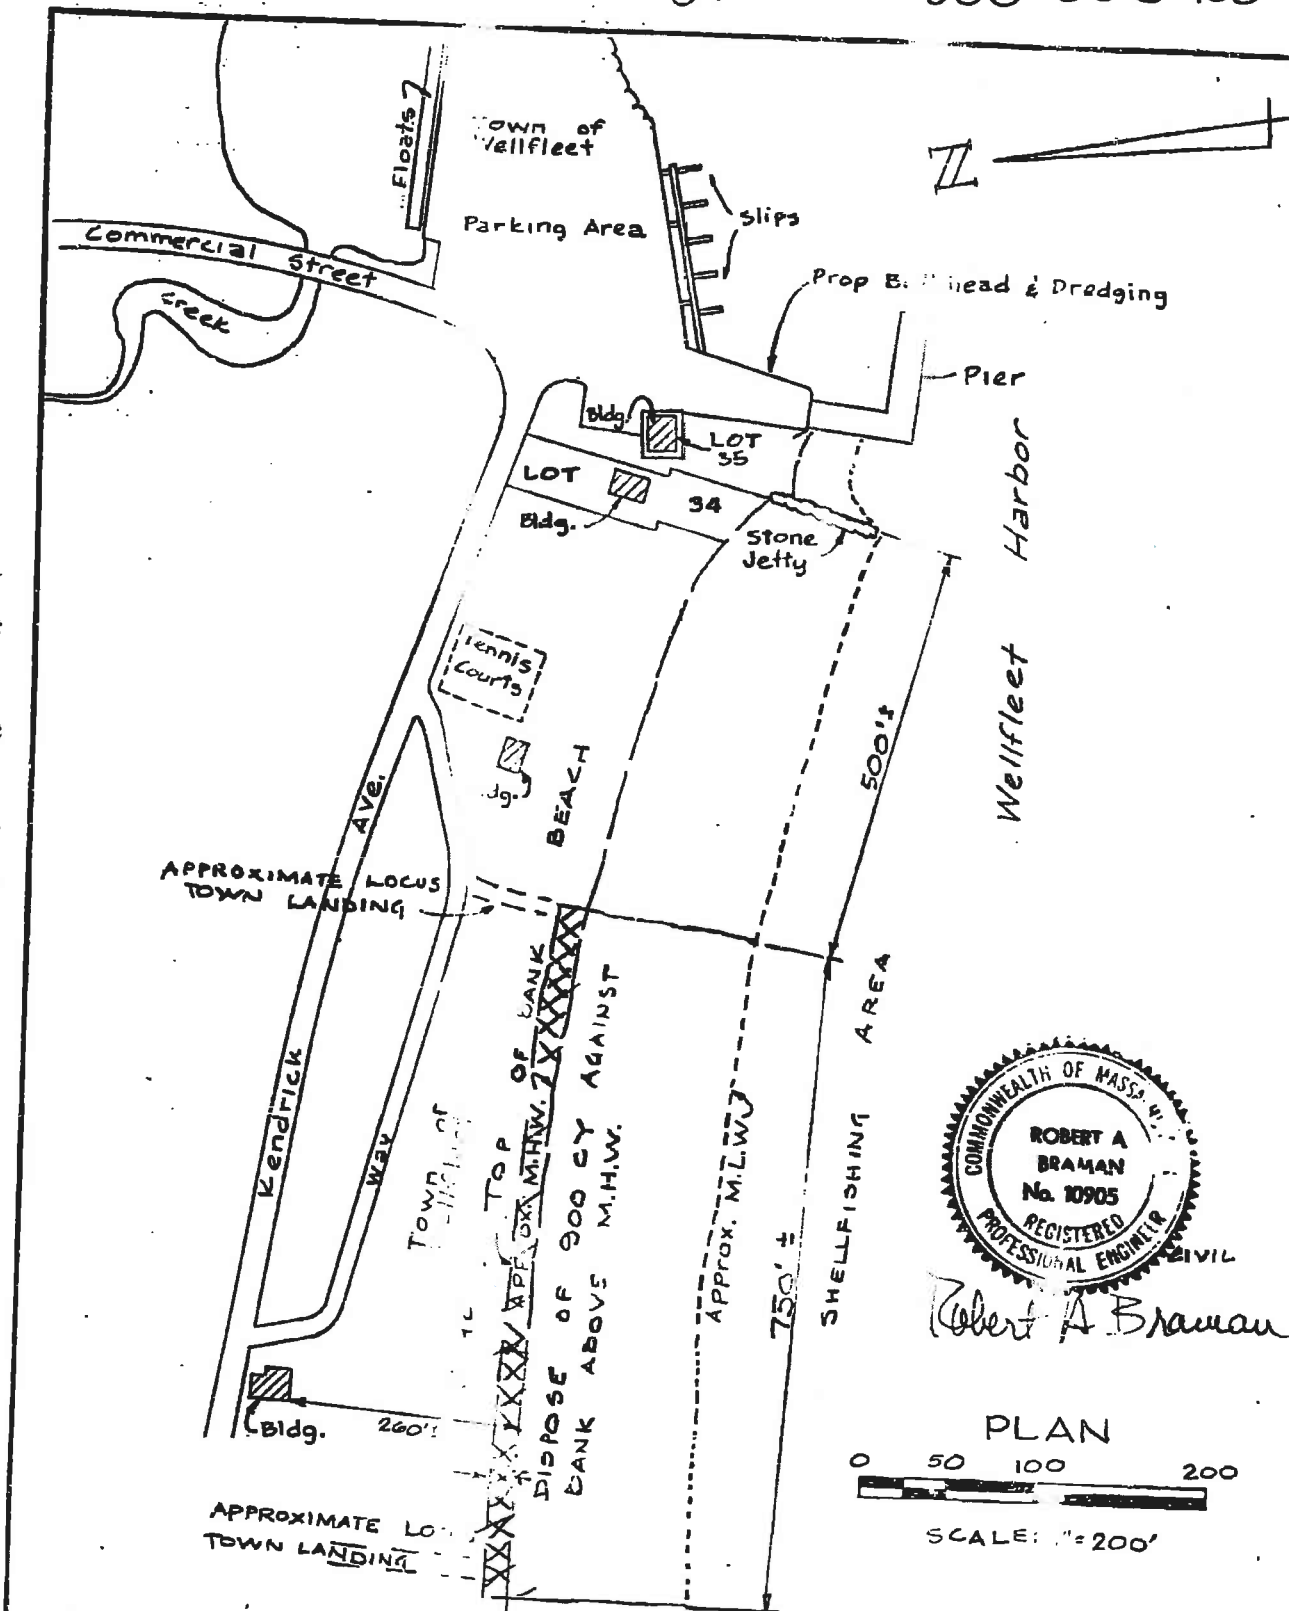 Floats
Town of
Wellfleet
Parking Area
Slips
Z
Commercial Street
Creek
Prop B head & Dredging
Pier
Bldg.
LOT
35
LOT 34
Bldg.
Stone
Jetty
Wellfleet Harbor
Tennis
Courts
dg.
BEACH
500'±
Kendrick AVE.
APPROXIMATE LOCUS
TOWN LANDING
TOP OF BANK
APPROX. M.H.W.
DISPOSE OF 900 CY AGAINST
BANK ABOVE M.H.W.
Approx. M.L.W.
750'±
SHELLFISHING AREA
Way
Town of
Bldg.
260'±
APPROXIMATE LO
TOWN LANDING
COMMONWEALTH OF MASSA
ROBERT A
BRAMAN
No. 10905
REGISTERED
PROFESSIONAL ENGINEER
CIVIL
Robert A Braman
PLAN
0 50 100 200
SCALE: "=200'